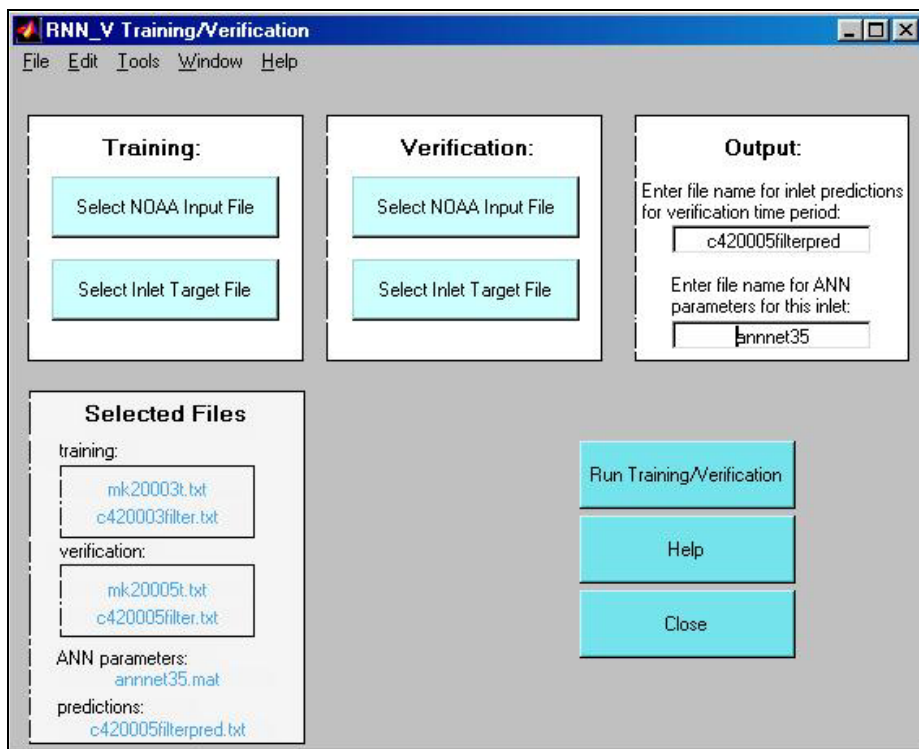 RNN_V Training/Verification
File Edit Tools Window Help
Training:
Select NOAA Input File
Select Inlet Target File
Verification:
Select NOAA Input File
Select Inlet Target File
Output:
Enter file name for inlet predictions
for verification time period:
c420005filterpred
Enter file name for ANN
parameters for this inlet:
annnet35
Selected Files
training:
mk20003t.txt
c420003filter.txt
verification:
mk20005t.txt
c420005filter.txt
ANN parameters:
annnet35.mat
predictions:
c420005filterpred.txt
Run Training/Verification
Help
Close